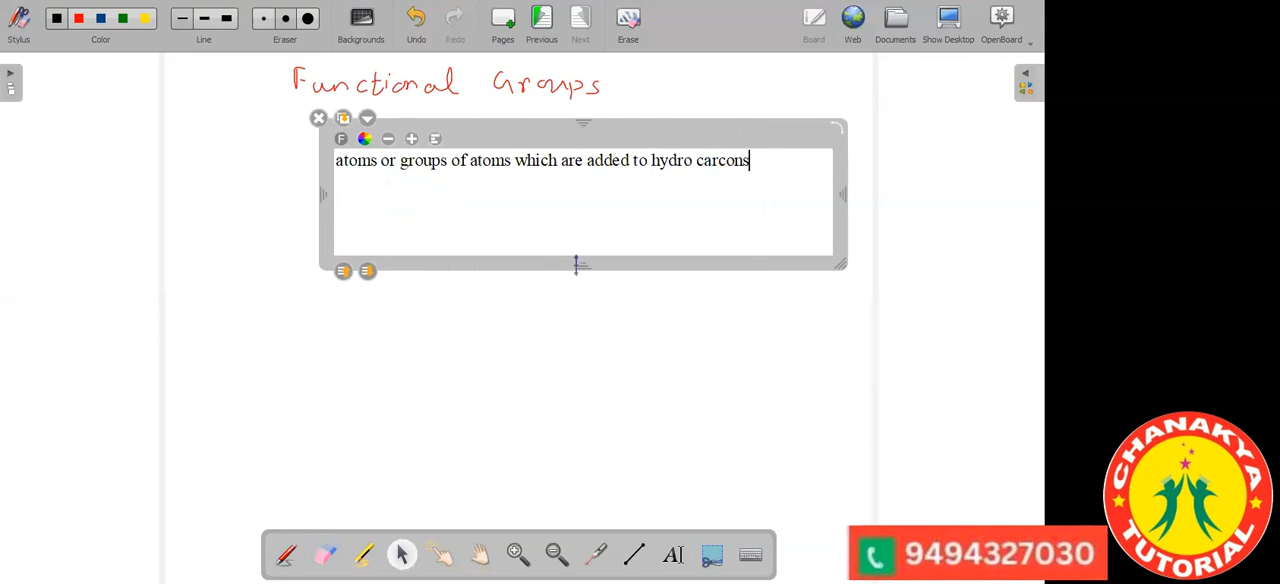 Stylus
Color
Line
Eraser
Backgrounds
Undo
Redo
Pages
Previous
Next
Erase
Board
Web
Documents
Show Desktop
OpenBoard
Functional Groups
F
atoms or groups of atoms which are added to hydro carcons
AI
CHANAKYA
TUTORIAL
9494327030